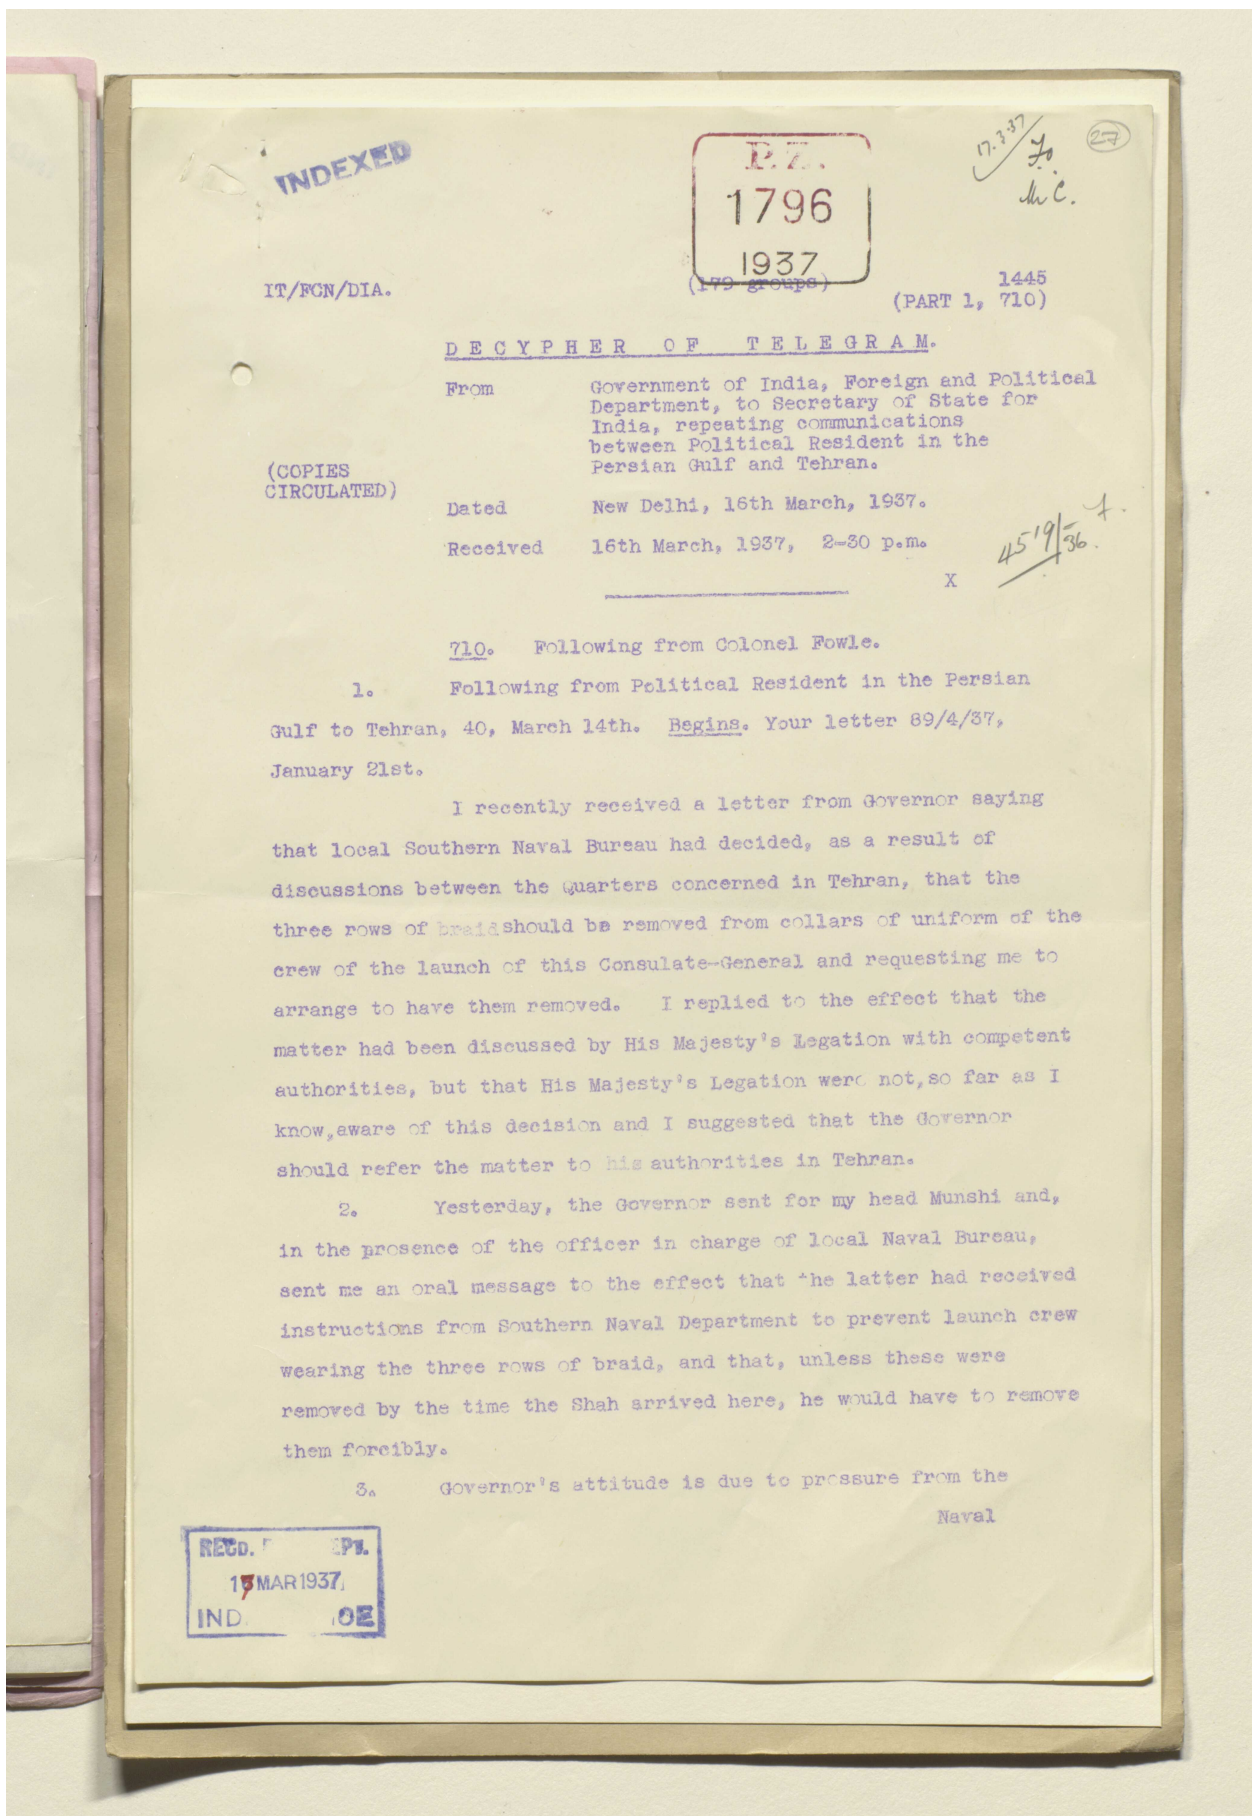 INDEXED
P.Z.
1796
1937
17.3.37
Fo.
27
IT/FCN/DIA.
(179 groups)
1445
(PART 1, 710)
DECYPHER OF TELEGRAM.
From Government of India, Foreign and Political
Department, to Secretary of State for
India, repeating communications
between Political Resident in the
Persian Gulf and Tehran.
(COPIES
CIRCULATED)
Dated New Delhi, 16th March, 1937.
Received 16th March, 1937, 2-30 p.m.
4519/36.
X
710. Following from Colonel Fowle.
1. Following from Political Resident in the Persian
Gulf to Tehran, 40, March 14th. Begins. Your letter 89/4/37,
January 21st.
I recently received a letter from Governor saying
that local Southern Naval Bureau had decided, as a result of
discussions between the Quarters concerned in Tehran, that the
three rows of braid should be removed from collars of uniform of the
crew of the launch of this Consulate-General and requesting me to
arrange to have them removed. I replied to the effect that the
matter had been discussed by His Majesty's Legation with competent
authorities, but that His Majesty's Legation were not, so far as I
know, aware of this decision and I suggested that the Governor
should refer the matter to his authorities in Tehran.
2. Yesterday, the Governor sent for my head Munshi and,
in the prosence of the officer in charge of local Naval Bureau,
sent me an oral message to the effect that the latter had received
instructions from Southern Naval Department to prevent launch crew
wearing the three rows of braid, and that, unless these were
removed by the time the Shah arrived here, he would have to remove
them forcibly.
3. Governor's attitude is due to pressure from the
Naval
RECD. EPT.
MAR 1937
IND.